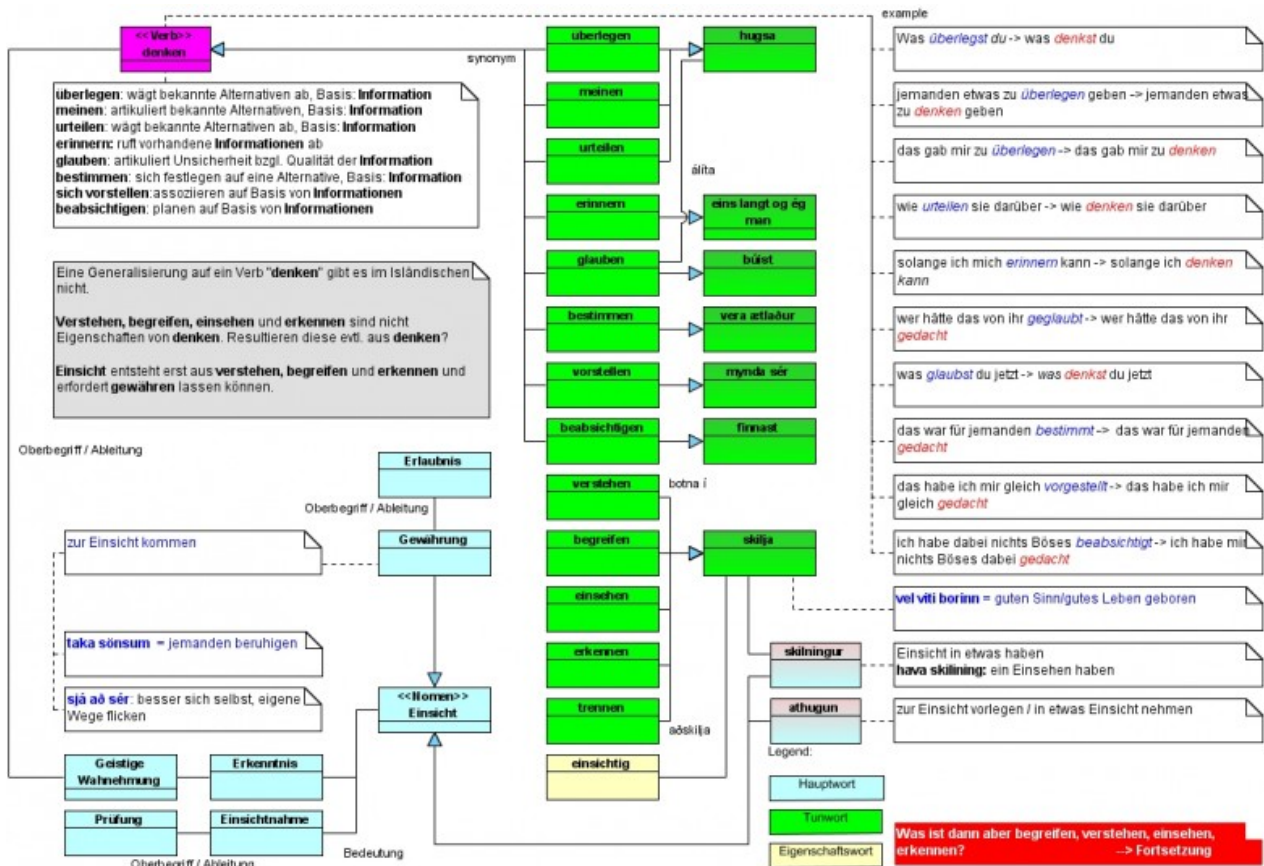 example
<<Verb>>
denken
synonym
überlegen: wägt bekannte Alternativen ab, Basis: Information
meinen: artikuliert bekannte Alternativen, Basis: Information
urteilen: wägt bekannte Alternativen ab, Basis: Information
erinnern: ruft vorhandene Informationen ab
glauben: artikuliert Unsicherheit bzgl. Qualität der Information
bestimmen: sich festlegen auf eine Alternative, Basis: Information
sich vorstellen: assoziieren auf Basis von Informationen
beabsichtigen: planen auf Basis von Informationen
Eine Generalisierung auf ein Verb "denken" gibt es im Isländischen
nicht.
Verstehen, begreifen, einsehen und erkennen sind nicht
Eigenschaften von denken. Resultieren diese evtl. aus denken?
Einsicht entsteht erst aus verstehen, begreifen und erkennen und
erfordert gewähren lassen können.
Oberbegriff / Ableitung
Erlaubnis
Oberbegriff / Ableitung
Gewährung
zur Einsicht kommen
taka sönsum = jemanden beruhigen
sjá að sér: besser sich selbst, eigene
Wege flicken
<<Nomen>>
Einsicht
Geistige
Wahnehmung
Erkenntnis
Prüfung
Einsichtnahme
Oberbegriff / Ableitung
Bedeutung
überlegen
meinen
urteilen
erinnern
glauben
bestimmen
vorstellen
beabsichtigen
verstehen
begreifen
einsehen
erkennen
trennen
einsichtig
hugsa
álíta
eins langt og ég
man
búist
vera ætlaður
mynda sér
finnast
botna í
skilja
aðskilja
skilningur
athugun
Legend:
Hauptwort
Tunwort
Eigenschaftswort
Was überlegst du -> was denkst du
jemanden etwas zu überlegen geben -> jemanden etwas
zu denken geben
das gab mir zu überlegen -> das gab mir zu denken
wie urteilen sie darüber -> wie denken sie darüber
solange ich mich erinnern kann -> solange ich denken
kann
wer hätte das von ihr geglaubt -> wer hätte das von ihr
gedacht
was glaubst du jetzt -> was denkst du jetzt
das war für jemanden bestimmt -> das war für jemanden
gedacht
das habe ich mir gleich vorgestellt -> das habe ich mir
gleich gedacht
ich habe dabei nichts Böses beabsichtigt -> ich habe mir
nichts Böses dabei gedacht
vel viti borinn = guten Sinn/gutes Leben geboren
Einsicht in etwas haben
hava skilining: ein Einsehen haben
zur Einsicht vorlegen / in etwas Einsicht nehmen
Was ist dann aber begreifen, verstehen, einsehen,
erkennen? --> Fortsetzung